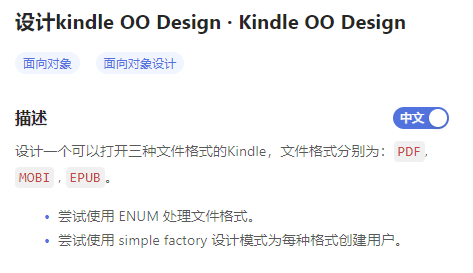 设计kindle OO Design · Kindle OO Design
面向对象 面向对象设计
描述 中文
设计一个可以打开三种文件格式的Kindle，文件格式分别为：PDF，
MOBI，EPUB。
• 尝试使用 ENUM 处理文件格式。
• 尝试使用 simple factory 设计模式为每种格式创建用户。